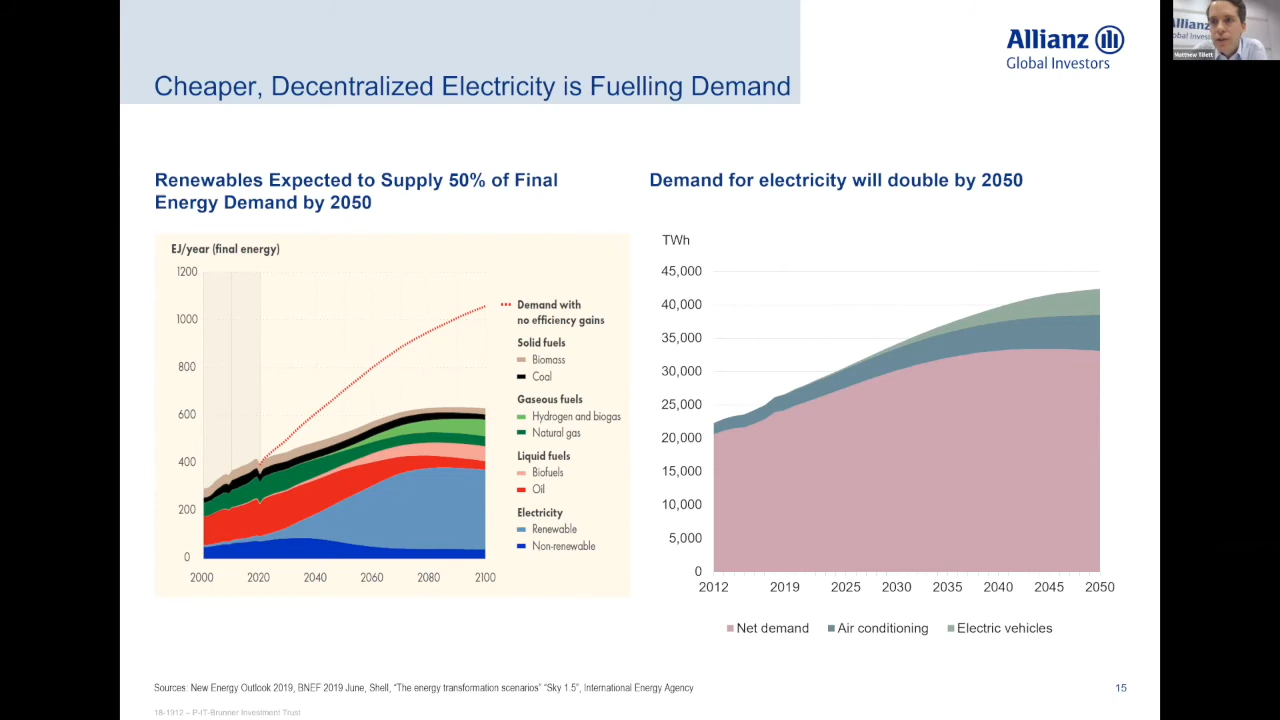 Cheaper, Decentralized Electricity is Fuelling Demand
Allianz
Global Investors
Allianz
Matthew Tillett
Renewables Expected to Supply 50% of Final
Energy Demand by 2050
EJ/year (final energy)
1200
1000
800
600
400
200
0
2000 2020 2040 2060 2080 2100
Demand with
no efficiency gains
Solid fuels
Biomass
Coal
Gaseous fuels
Hydrogen and biogas
Natural gas
Liquid fuels
Biofuels
Oil
Electricity
Renewable
Non-renewable
Demand for electricity will double by 2050
TWh
45,000
40,000
35,000
30,000
25,000
20,000
15,000
10,000
5,000
0
2012 2019 2025 2030 2035 2040 2045 2050
Net demand Air conditioning Electric vehicles
Sources: New Energy Outlook 2019, BNEF 2019 June, Shell, “The energy transformation scenarios” “Sky 1.5”, International Energy Agency
15
18-1912 – P-IT-Brunner Investment Trust